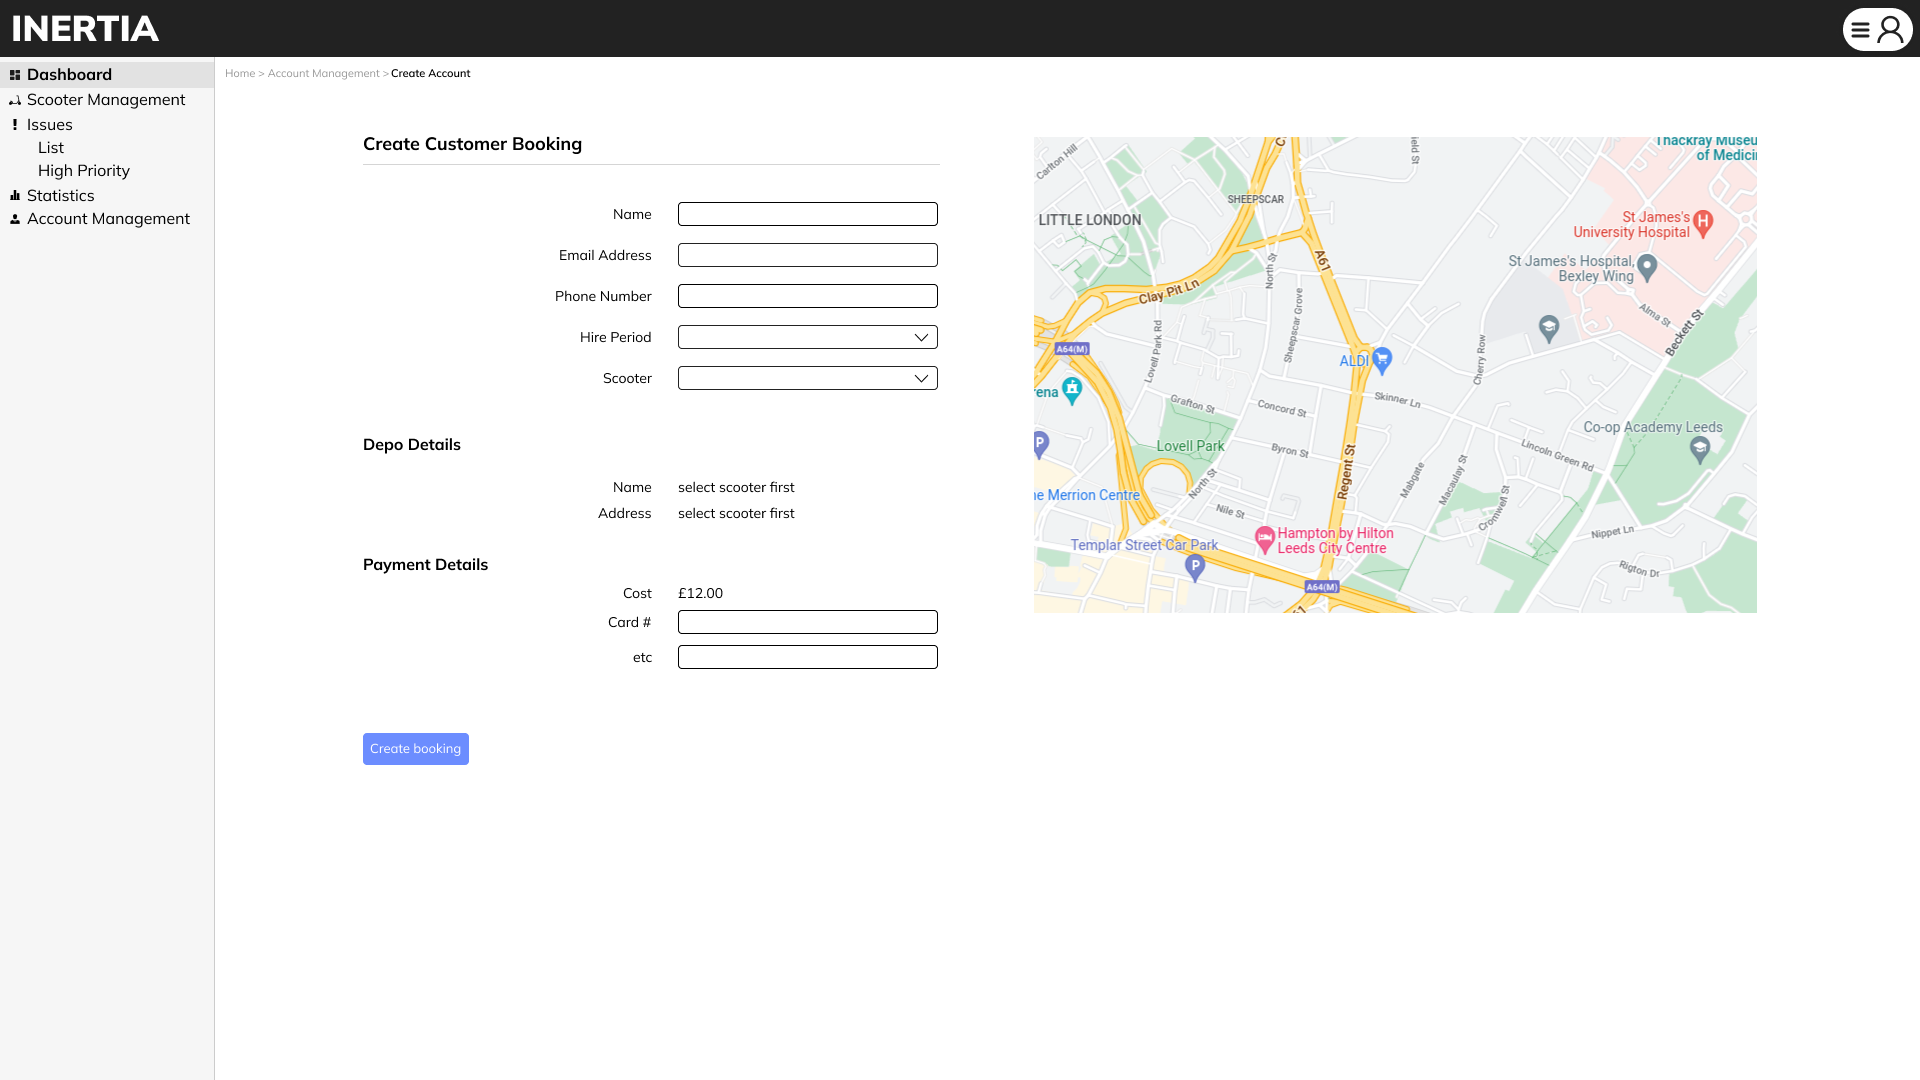 INERTIA
Dashboard
Scooter Management
Issues
List
High Priority
Statistics
Account Management
Home > Account Management > Create Account
Create Customer Booking
Name
Email Address
Phone Number
Hire Period
Scooter
Depo Details
Name select scooter first
Address select scooter first
Payment Details
Cost £12.00
Card #
etc
Create booking
Thackray Museu
of Medicin
Carlton Hill
ield St
SHEEPSCAR
LITTLE LONDON
St James's
University Hospital
H
A61
North St
St James's Hospital,
Bexley Wing
Clay Pit Ln
Sheepscar Grove
Alma St
Beckett St
Lovell Park Rd
A64(M)
ALDI
Cherry Row
rena
Skinner Ln
Grafton St
Concord St
Co-op Academy Leeds
P
Lovell Park
Byron St
Lincoln Green Rd
Regent St
Mabgate
Macaulay St
North St
ne Merrion Centre
Nile St
Cromwell St
Hampton by Hilton
Leeds City Centre
Nippet Ln
Templar Street Car Park
P
Rigton Dr
A64(M)
61